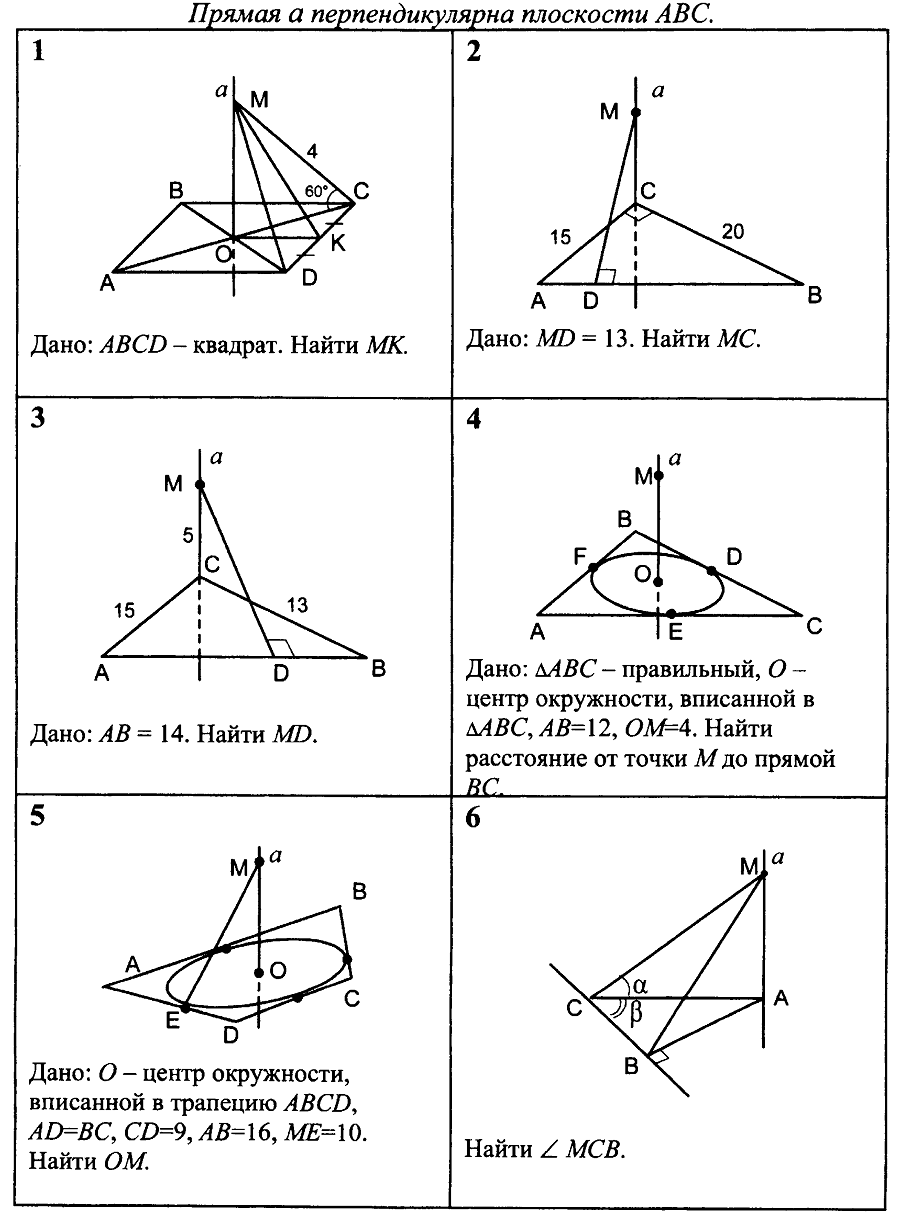 Прямая a перпендикулярна плоскости ABC.
1
a
M
4
60°
B
C
O
K
A
D
Дано: ABCD – квадрат. Найти MK.
2
a
M
C
15
20
A
D
B
Дано: MD = 13. Найти MC.
3
a
M
5
C
15
13
A
D
B
Дано: AB = 14. Найти MD.
4
a
M
B
F
D
O
A
E
C
Дано: ΔABC – правильный, O –
центр окружности, вписанной в
ΔABC, AB=12, OM=4. Найти
расстояние от точки M до прямой
BC.
5
M
a
B
A
O
C
E
D
Дано: O – центр окружности,
вписанной в трапецию ABCD,
AD=BC, CD=9, AB=16, ME=10.
Найти OM.
6
M
a
α
C
β
A
B
Найти ∠ MCB.